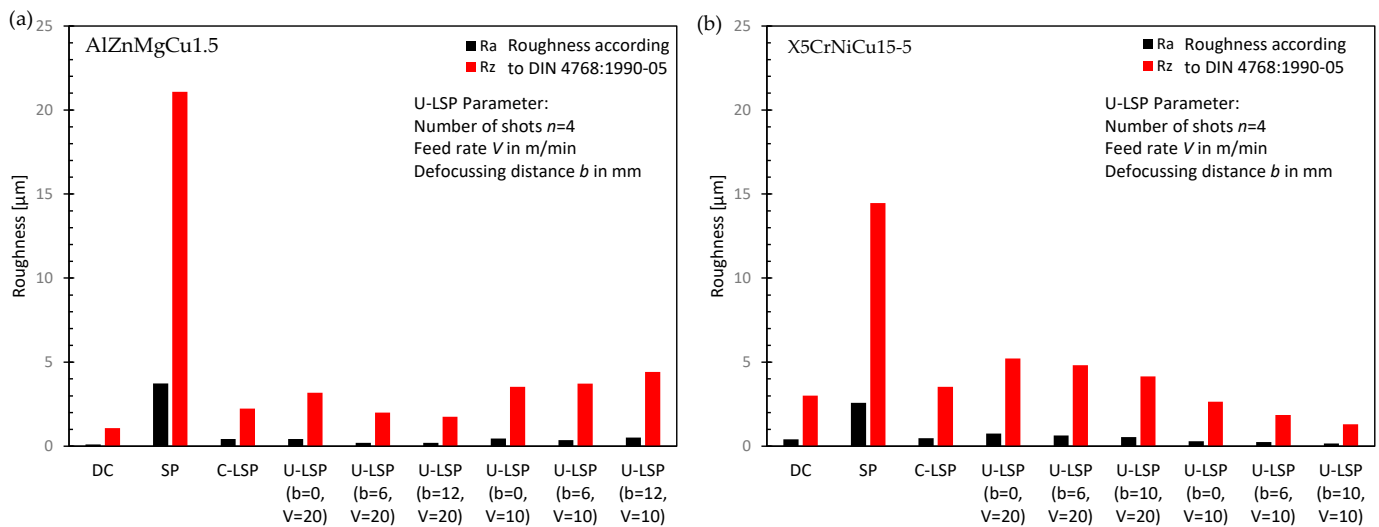 (a)
AlZnMgCu1.5
Ra Roughness according
Rz to DIN 4768:1990-05
U-LSP Parameter:
Number of shots n=4
Feed rate V in m/min
Defocussing distance b in mm
Roughness [µm]
25
20
15
10
5
0
DC SP C-LSP U-LSP U-LSP U-LSP U-LSP U-LSP U-LSP
(b=0, (b=6, (b=12, (b=0, (b=6, (b=12,
V=20) V=20) V=20) V=10) V=10) V=10)
(b)
X5CrNiCu15-5
Ra Roughness according
Rz to DIN 4768:1990-05
U-LSP Parameter:
Number of shots n=4
Feed rate V in m/min
Defocussing distance b in mm
Roughness [µm]
25
20
15
10
5
0
DC SP C-LSP U-LSP U-LSP U-LSP U-LSP U-LSP U-LSP
(b=0, (b=6, (b=10, (b=0, (b=6, (b=10,
V=20) V=20) V=20) V=10) V=10) V=10)